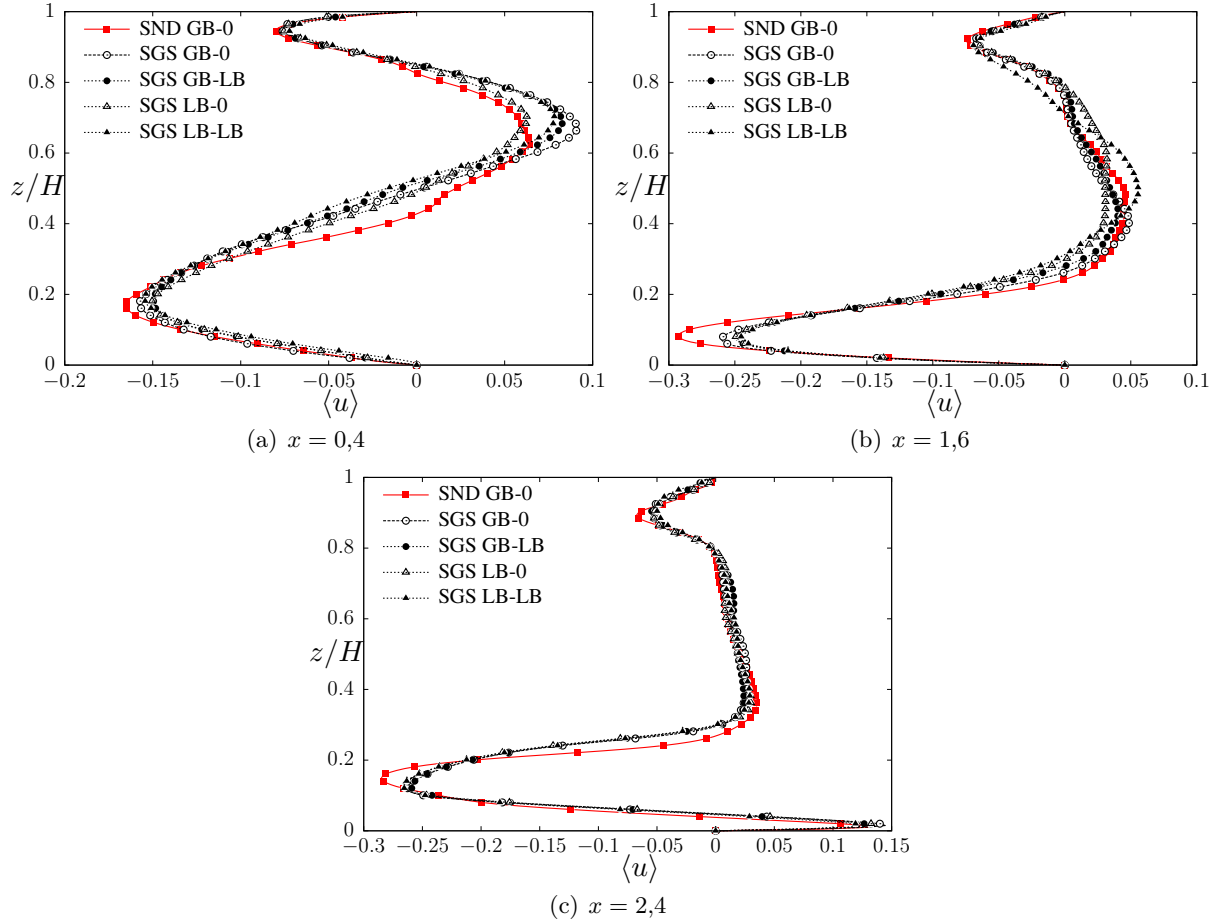 1
0.8
0.6
z/H
0.4
0.2
0
−0.2 −0.15 −0.1 −0.05 0 0.05 0.1
⟨u⟩
SND GB-0
SGS GB-0
SGS GB-LB
SGS LB-0
SGS LB-LB
(a) x = 0,4
1
0.8
0.6
z/H
0.4
0.2
0
−0.3 −0.25 −0.2 −0.15 −0.1 −0.05 0 0.05 0.1
⟨u⟩
SND GB-0
SGS GB-0
SGS GB-LB
SGS LB-0
SGS LB-LB
(b) x = 1,6
1
0.8
0.6
z/H
0.4
0.2
0
−0.3 −0.25 −0.2 −0.15 −0.1 −0.05 0 0.05 0.1 0.15
⟨u⟩
SND GB-0
SGS GB-0
SGS GB-LB
SGS LB-0
SGS LB-LB
(c) x = 2,4